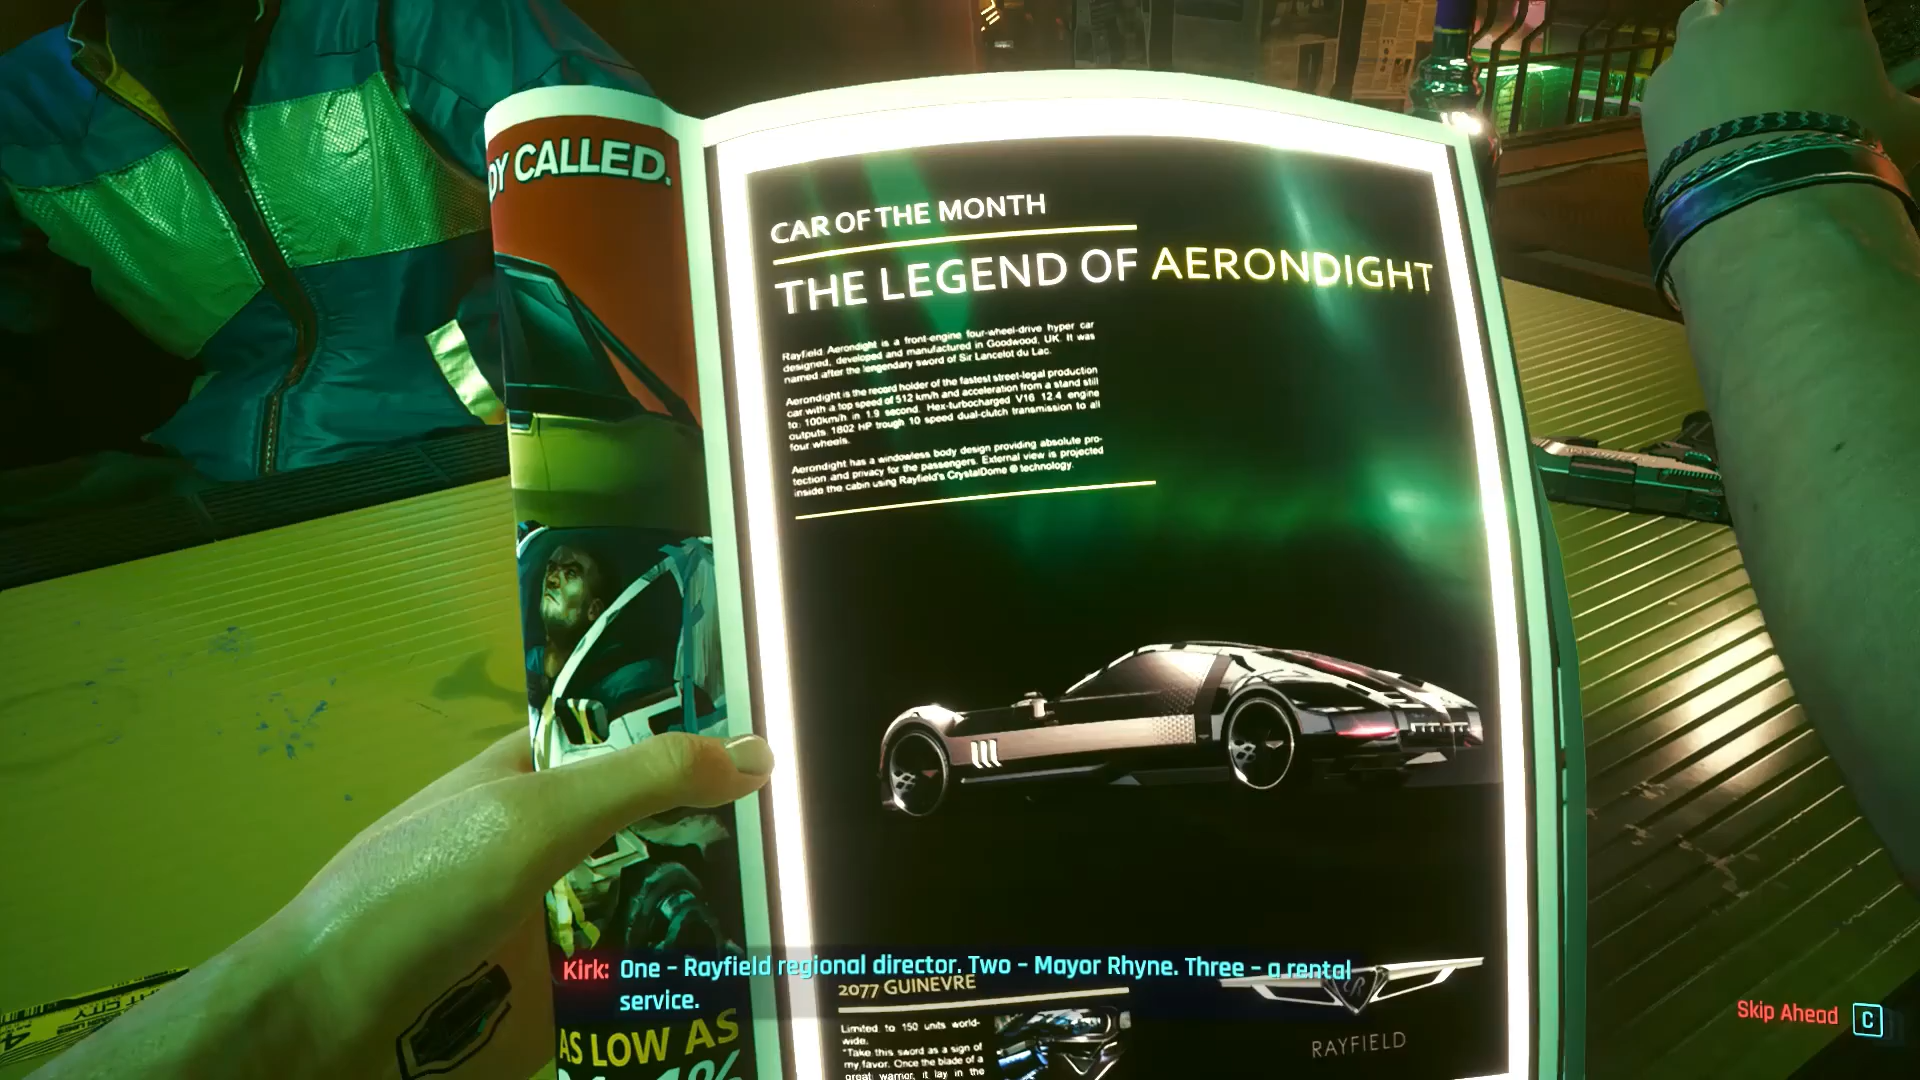 DY CALLED.
CAR OF THE MONTH
THE LEGEND OF AERONDIGHT
Rayfield Aerondight is a front-engine four-wheel-drive hyper car
designed, developed and manufactured in Goodwood, UK. It was
named after the lengendary sword of Sir Lancelot du Lac.
Aerondight is the record holder of the fastest street-legal production
car with a top speed of 512 km/h and acceleration from a stand still
to 100km/h in 1.9 second. Hex-turbocharged V16 12.4 engine
outputs 1802 HP trough 10 speed dual-clutch transmission to all
four wheels.
Aerondight has a windowless body design providing absolute pro-
tection and privacy for the passengers. External view is projected
inside the cabin using Rayfield's CrystalDome ® technology.
Kirk: One – Rayfield regional director. Two – Mayor Rhyne. Three – a rental
service.
2077 GUINEVRE
Limited to 150 units world-
wide.
"Take this sword as a sign of
my favor. Once the blade of a
great warrior, it lay in the
RAYFIELD
AS LOW AS
Skip Ahead C